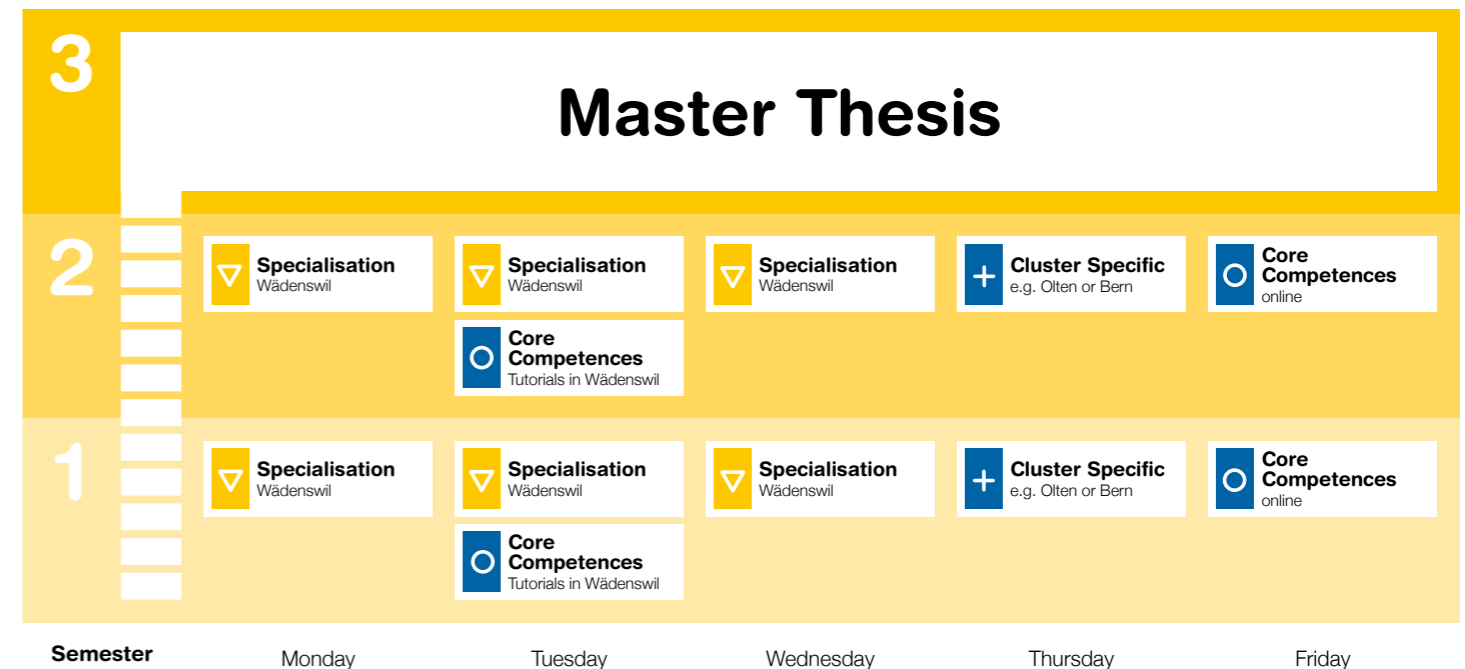 3
Master Thesis
2
Specialisation
Wädenswil
Specialisation
Wädenswil
Core
Competences
Tutorials in Wädenswil
Specialisation
Wädenswil
Cluster Specific
e.g. Olten or Bern
Core
Competences
online
1
Specialisation
Wädenswil
Specialisation
Wädenswil
Core
Competences
Tutorials in Wädenswil
Specialisation
Wädenswil
Cluster Specific
e.g. Olten or Bern
Core
Competences
online
Semester
Monday
Tuesday
Wednesday
Thursday
Friday